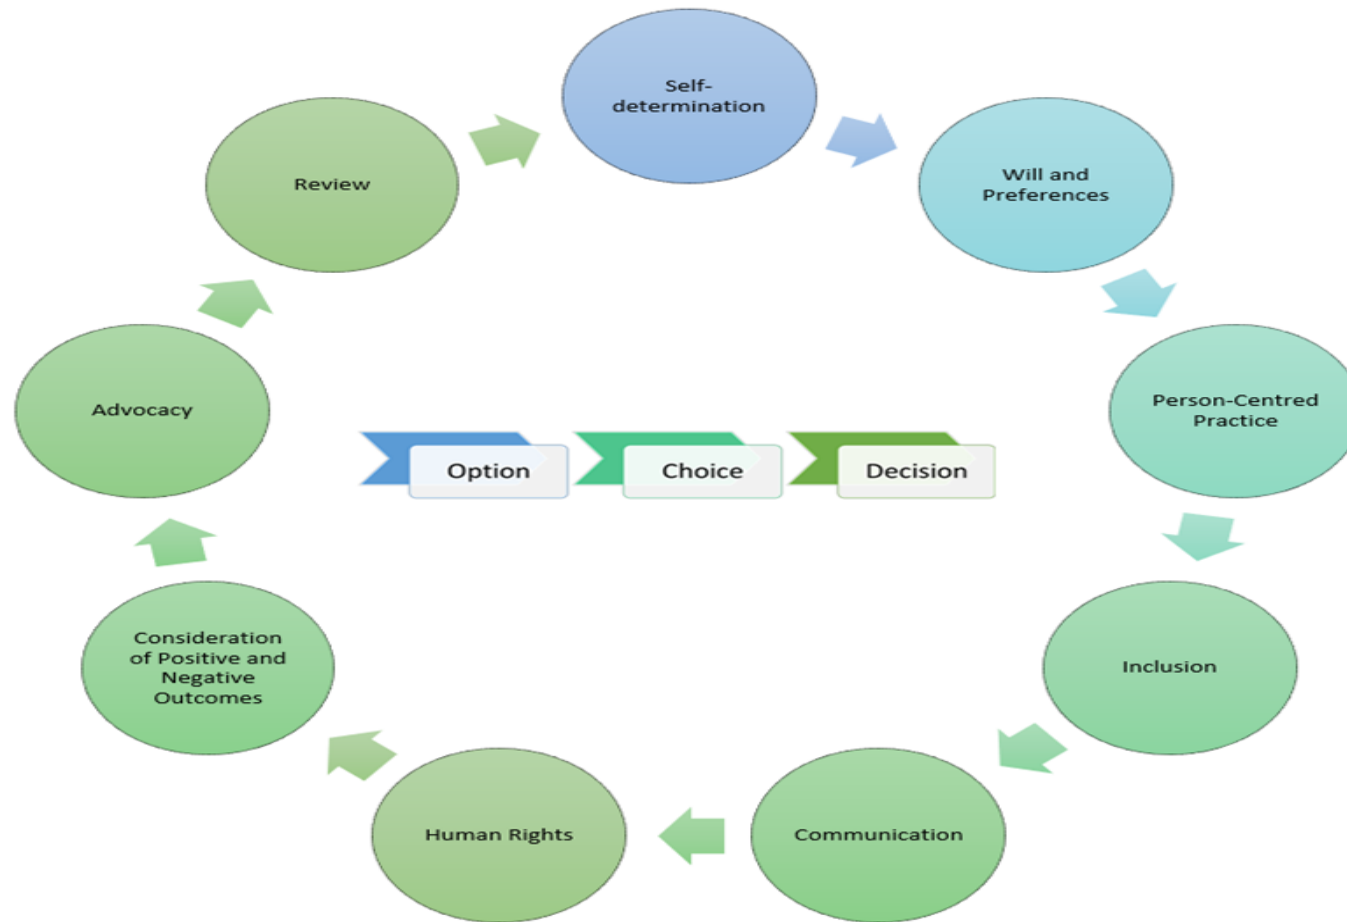 Self-
determination
Will and
Preferences
Person-Centred
Practice
Inclusion
Communication
Human Rights
Consideration
of Positive and
Negative
Outcomes
Advocacy
Review
Option
Choice
Decision